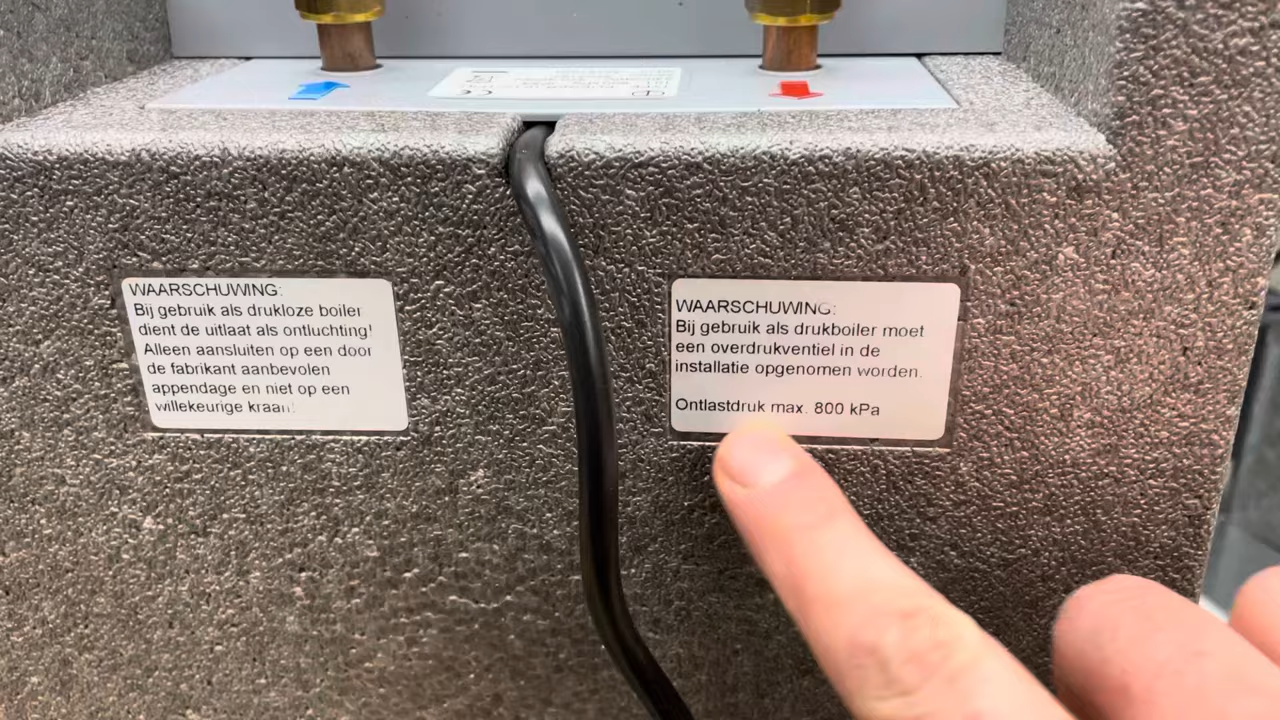 WAARSCHUWING:
Bij gebruik als drukloze boiler
dient de uitlaat als ontluchting!
Alleen aansluiten op een door
de fabrikant aanbevolen
appendage en niet op een
willekeurige kraan!
WAARSCHUWING:
Bij gebruik als drukboiler moet
een overdrukventiel in de
installatie opgenomen worden.
Ontlastdruk max. 800 kPa